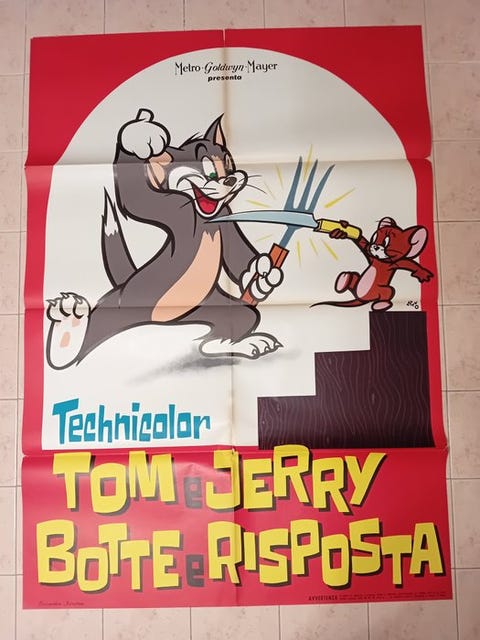 Metro-Goldwyn-Mayer
presenta
Technicolor
TOM e JERRY
BOTTE e RISPOSTA
AVVERTENZA